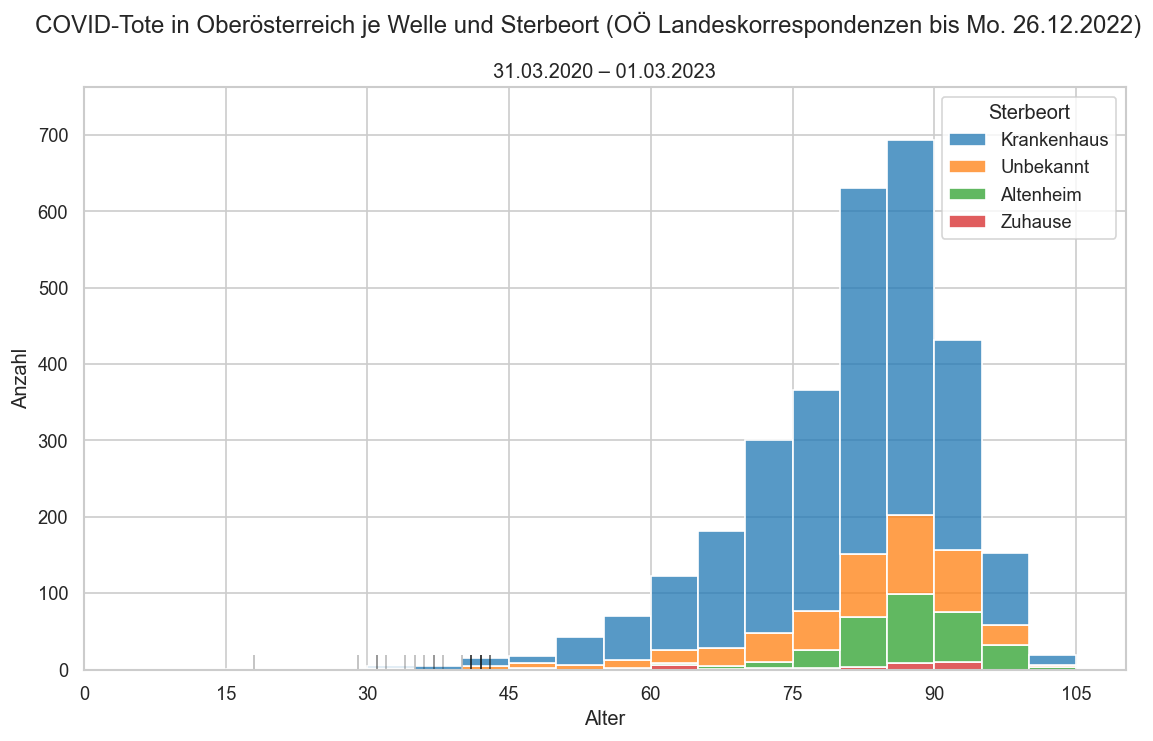 COVID-Tote in Oberösterreich je Welle und Sterbeort (OÖ Landeskorrespondenzen bis Mo. 26.12.2022)
31.03.2020 – 01.03.2023
Sterbeort
Krankenhaus
Unbekannt
Altenheim
Zuhause
Anzahl
700
600
500
400
300
200
100
0
0 15 30 45 60 75 90 105
Alter